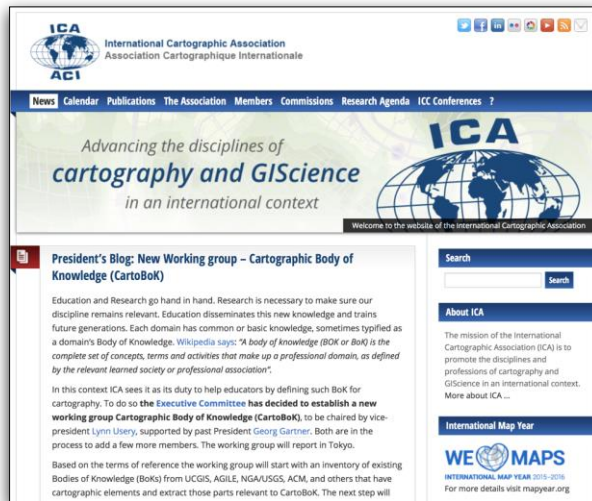 ICA
ACI
International Cartographic Association
Association Cartographique Internationale
News Calendar Publications The Association Members Commissions Research Agenda ICC Conferences ?
Advancing the disciplines of
cartography and GIScience
in an international context
ICA
Welcome to the website of the International Cartographic Association
President's Blog: New Working group – Cartographic Body of
Knowledge (CartoBoK)
Education and Research go hand in hand. Research is necessary to make sure our
discipline remains relevant. Education disseminates this new knowledge and trains
future generations. Each domain has common or basic knowledge, sometimes typified as
a domain's Body of Knowledge. Wikipedia says: "A body of knowledge (BOK or BoK) is the
complete set of concepts, terms and activities that make up a professional domain, as defined
by the relevant learned society or professional association".
In this context ICA sees it as its duty to help educators by defining such BoK for
cartography. To do so the Executive Committee has decided to establish a new
working group Cartographic Body of Knowledge (CartoBoK), to be chaired by vice-
president Lynn Usery, supported by past President Georg Gartner. Both are in the
process to add a few more members. The working group will report in Tokyo.
Based on the terms of reference the working group will start with an inventory of existing
Bodies of Knowledge (BoKs) from UCGIS, AGILE, NGA/USGS, ACM, and others that have
cartographic elements and extract those parts relevant to CartoBoK. The next step will
Search
Search
About ICA
The mission of the International
Cartographic Association (ICA) is to
promote the disciplines and
professions of cartography and
GIScience in an international context.
More about ICA ...
International Map Year
WE MAPS
INTERNATIONAL MAP YEAR 2015–2016
For more details visit mapyear.org